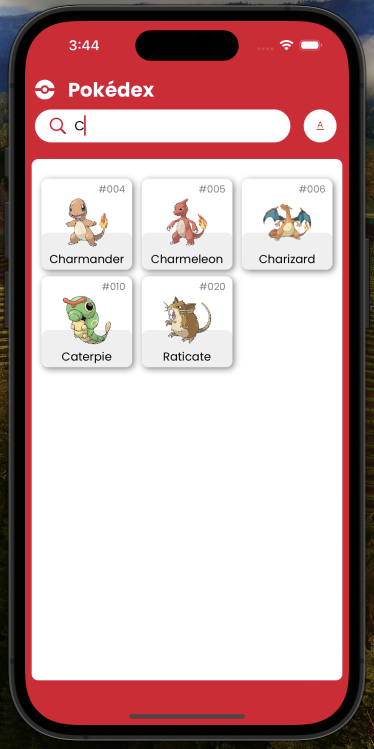 3:44
Pokédex
C
A
#004
#005
#006
Charmander
Charmeleon
Charizard
#010
#020
Caterpie
Raticate